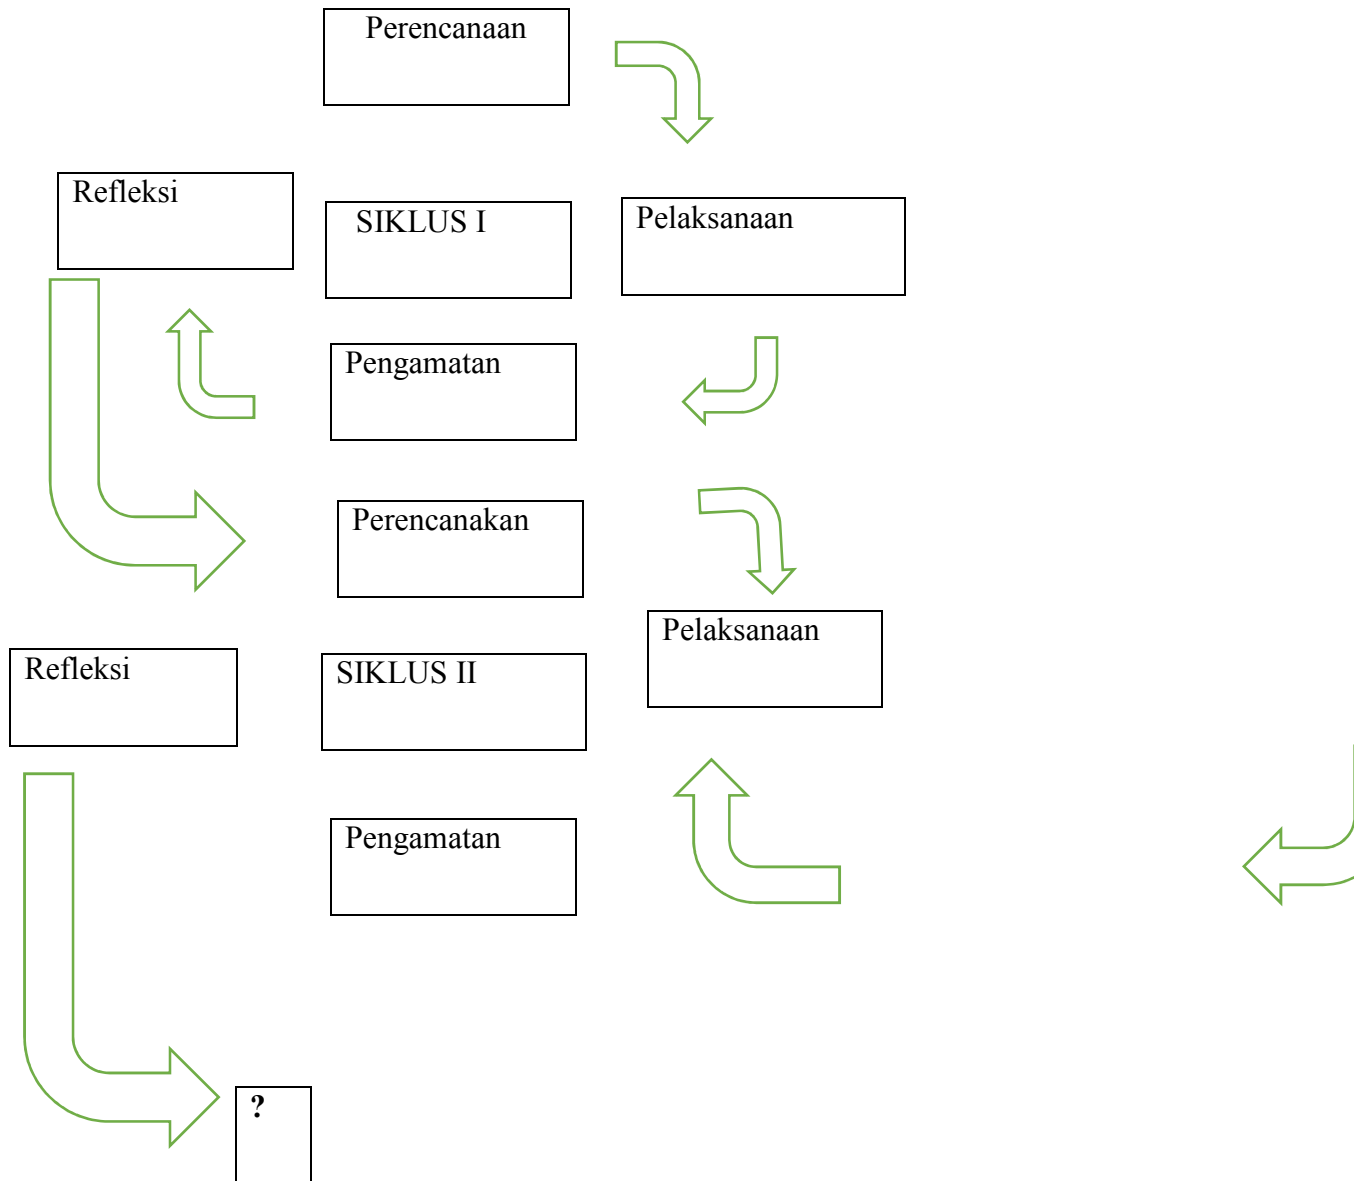 Perencanaan
Refleksi
SIKLUS I
Pelaksanaan
Pengamatan
Perencanakan
Pelaksanaan
Refleksi
SIKLUS II
Pengamatan
?